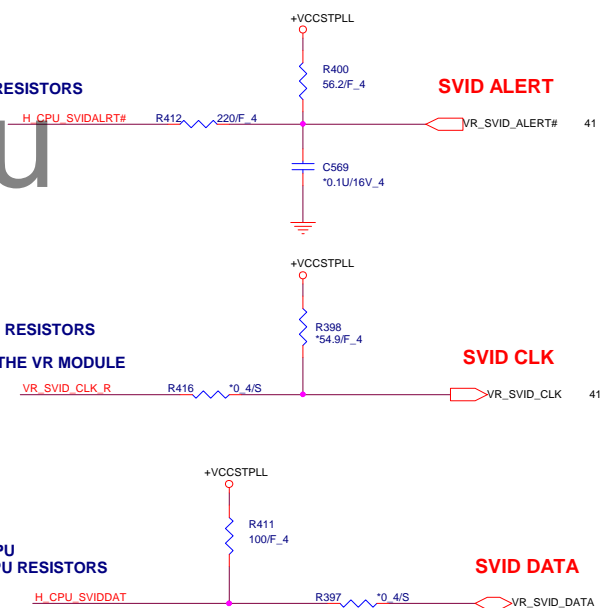 +VCCSTPLL
R400
56.2/F_4
RESISTORS
SVID ALERT
H_CPU_SVIDALRT#
R412
220/F_4
VR_SVID_ALERT#
41
u
C569
*0.1U/16V_4
+VCCSTPLL
R398
*54.9/F_4
RESISTORS
THE VR MODULE
SVID CLK
VR_SVID_CLK_R
R416
*0_4/S
VR_SVID_CLK
41
+VCCSTPLL
R411
100/F_4
PU
PU RESISTORS
SVID DATA
H_CPU_SVIDDAT
R397
*0_4/S
VR_SVID_DATA